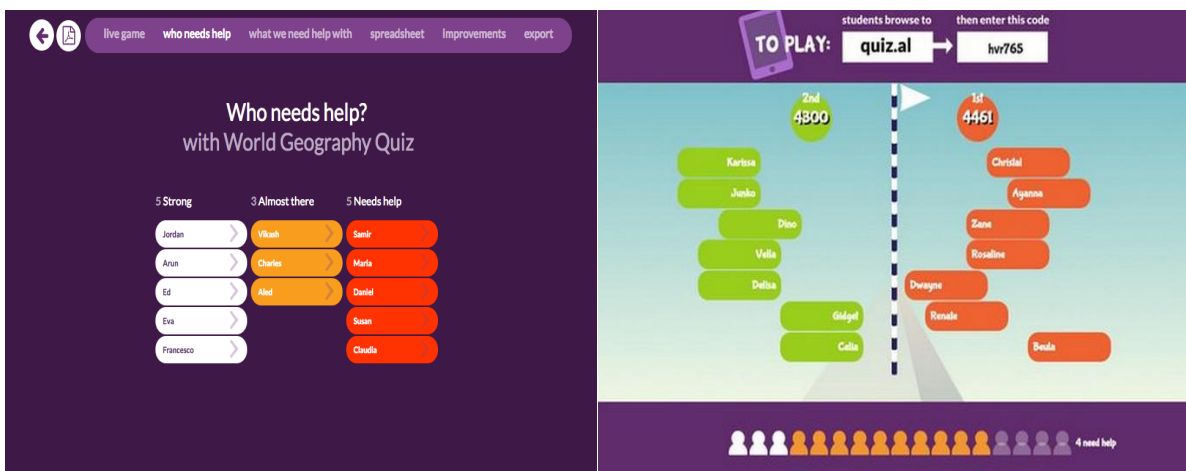 live game who needs help what we need help with spreadsheet improvements export
Who needs help?
with World Geography Quiz
5 Strong 3 Almost there 5 Needs help
Jordan Vikash Samir
Arun Charles Maria
Ed Aled Daniel
Eva Susan
Francesco Claudia
students browse to then enter this code
TO PLAY: quiz.al hvr765
2nd 1st
4300 4461
Karissa Chrislal
Junko Ayanna
Dino Zane
Vella Rosaline
Delisa Dwayne
Gidget Renale
Celia Beula
4 need help